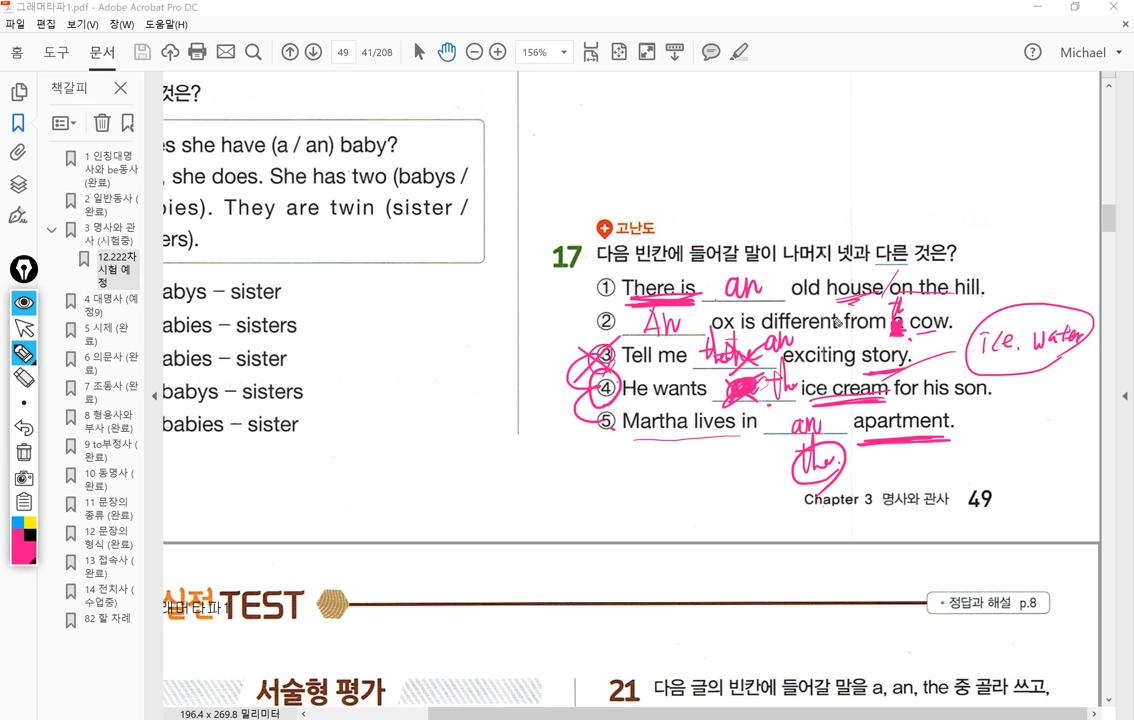 그래머타파1.pdf - Adobe Acrobat Pro DC
파일 편집 보기(V) 창(W) 도움말(H)
홈 도구 문서 49 41/208 156% Michael
책갈피
1 인칭대명
사와 be동사
(완료)
2 일반동사 (
완료)
3 명사와 관
사 (시험중)
12.222차
시험 예
정
4 대명사 (예
정9)
5 시제 (완
료)
6 의문사 (
완료)
7 조동사 (
완료)
8 형용사와
부사 (완료)
9 to부정사 (
완료)
10 동명사 (
완료)
11 문장의
종류 (완료)
12 문장의
형식 (완료)
13 접속사 (
완료)
14 전치사 (
수업중)
82 할 차례
것은?
es she have (a / an) baby?
, she does. She has two (babys /
bies). They are twin (sister /
ers).
abys – sister
abies – sisters
abies – sister
babys – sisters
babies – sister
고난도
17 다음 빈칸에 들어갈 말이 나머지 넷과 다른 것은?
① There is an old house on the hill.
② An ox is different from a cow.
③ Tell me an exciting story.
④ He wants the ice cream for his son.
⑤ Martha lives in an apartment.
the
ice. water
Chapter 3 명사와 관사 49
실전 TEST
래머타파1
정답과 해설 p.8
서술형 평가
21 다음 글의 빈칸에 들어갈 말을 a, an, the 중 골라 쓰고,
196.4 x 269.8 밀리미터